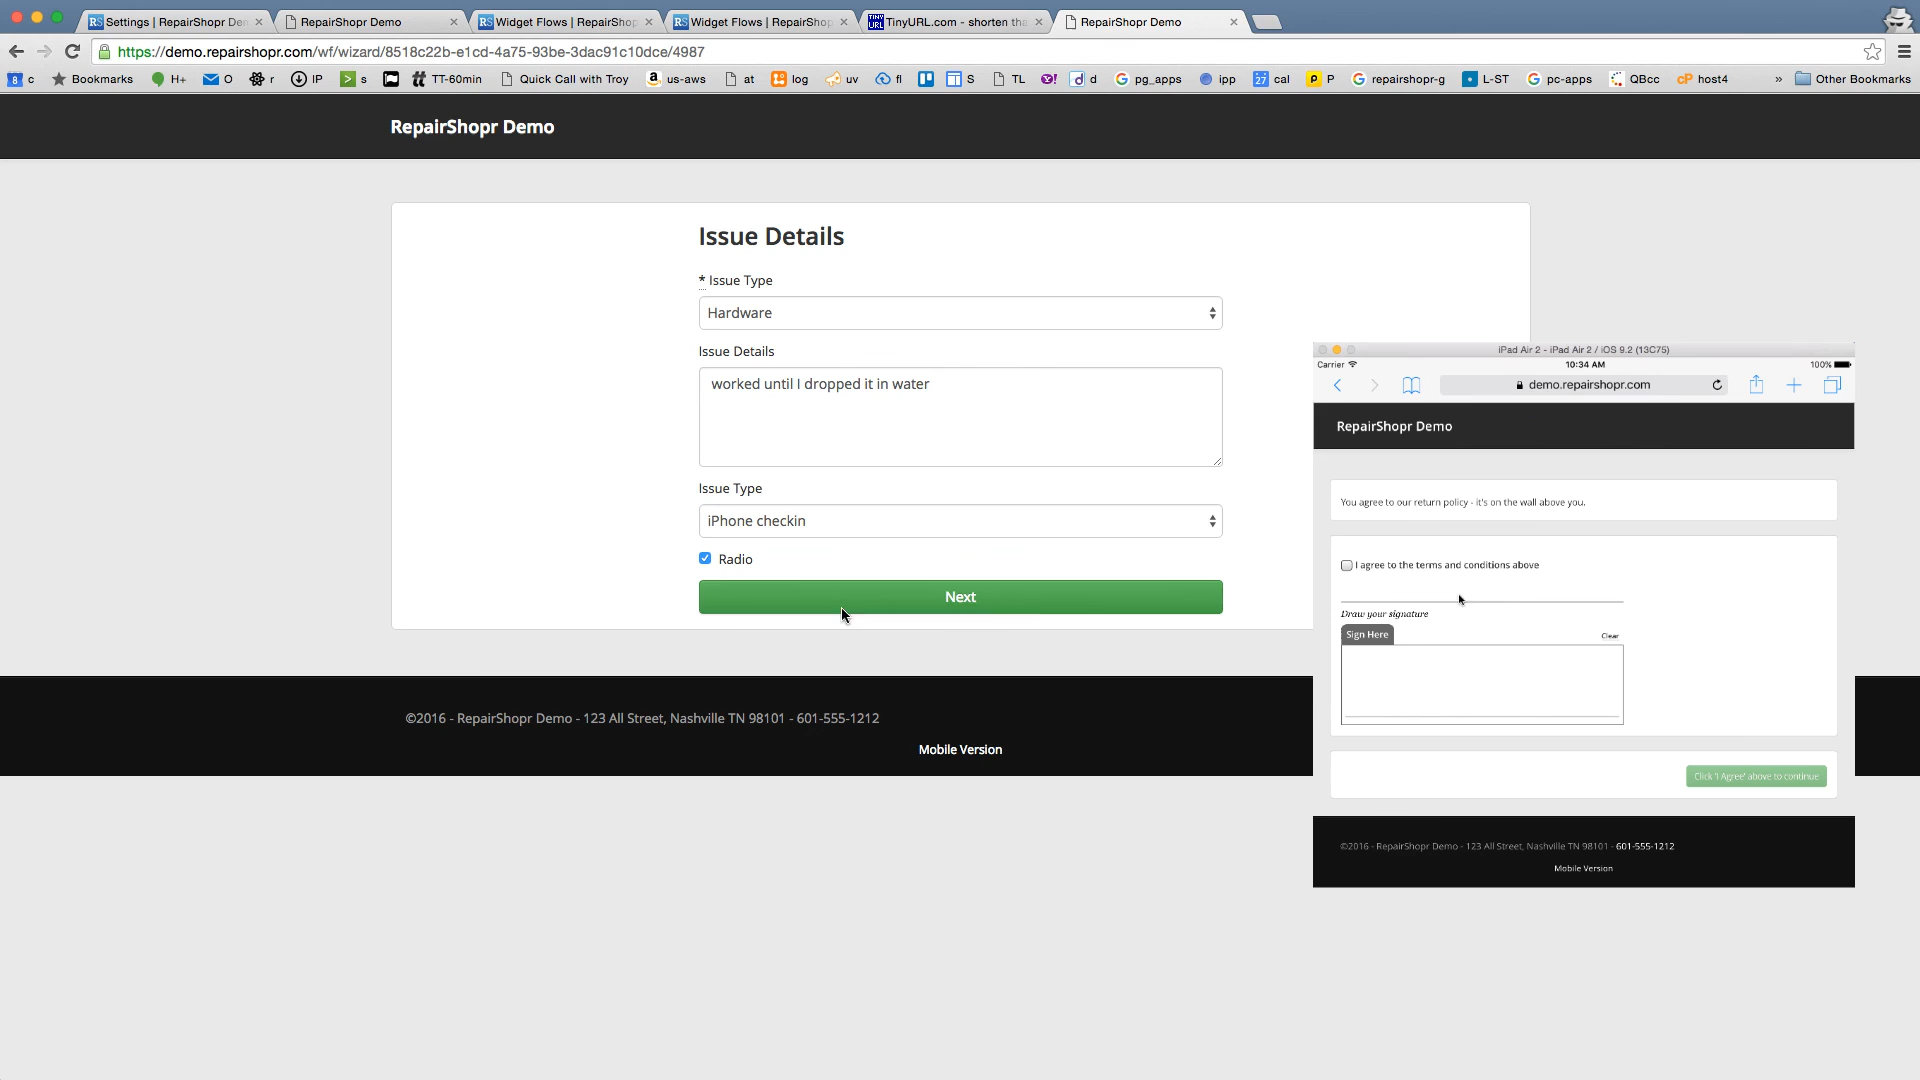 Settings | RepairShopr Den
RepairShopr Demo
Widget Flows | RepairShop
Widget Flows | RepairShop
TinyURL.com - shorten tha
RepairShopr Demo
https://demo.repairshopr.com/wf/wizard/8518c22b-e1cd-4a75-93be-3dac91c10dce/4987
c Bookmarks H+ O r IP s TT-60min Quick Call with Troy us-aws at log uv fl S TL d pg_apps ipp cal P repairshopr-g L-ST pc-apps QBcc host4 » Other Bookmarks
RepairShopr Demo
Issue Details
* Issue Type
Hardware
Issue Details
worked until I dropped it in water
Issue Type
iPhone checkin
Radio
Next
©2016 - RepairShopr Demo - 123 All Street, Nashville TN 98101 - 601-555-1212
Mobile Version
iPad Air 2 - iPad Air 2 / iOS 9.2 (13C75)
Carrier 10:34 AM 100%
demo.repairshopr.com
RepairShopr Demo
You agree to our return policy - it's on the wall above you.
I agree to the terms and conditions above
Draw your signature
Sign Here Clear
Click 'I Agree' above to continue
©2016 - RepairShopr Demo - 123 All Street, Nashville TN 98101 - 601-555-1212
Mobile Version